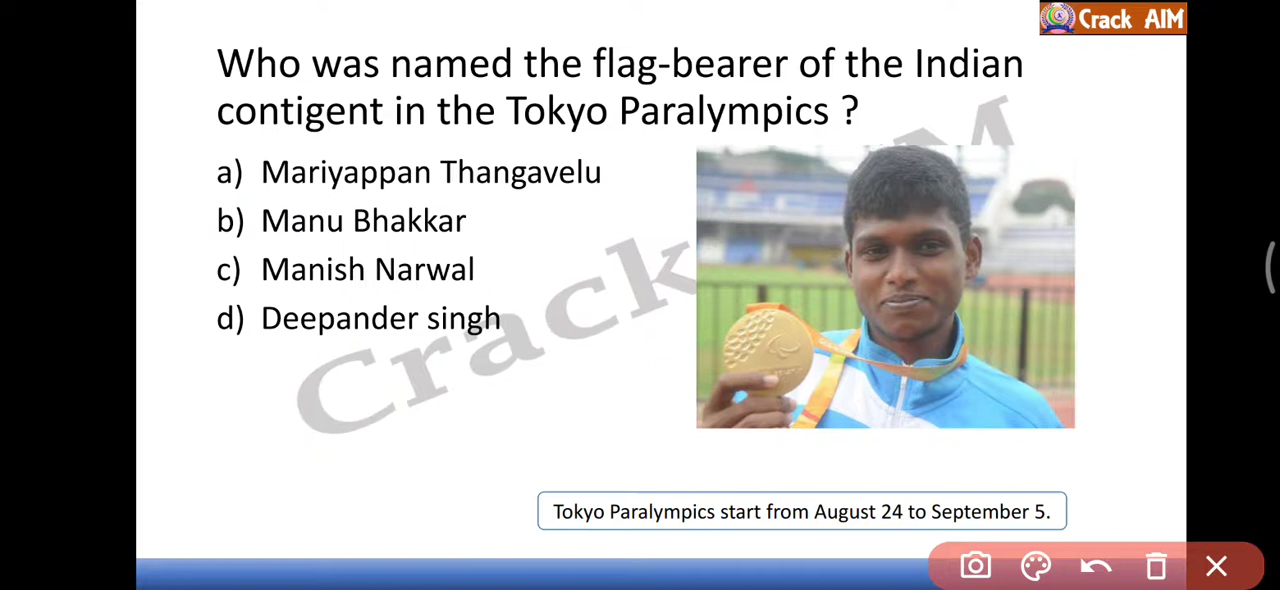 Crack AIM
Who was named the flag-bearer of the Indian
contigent in the Tokyo Paralympics ?
a) Mariyappan Thangavelu
b) Manu Bhakkar
c) Manish Narwal
d) Deepander singh
Crack
M
Tokyo Paralympics start from August 24 to September 5.